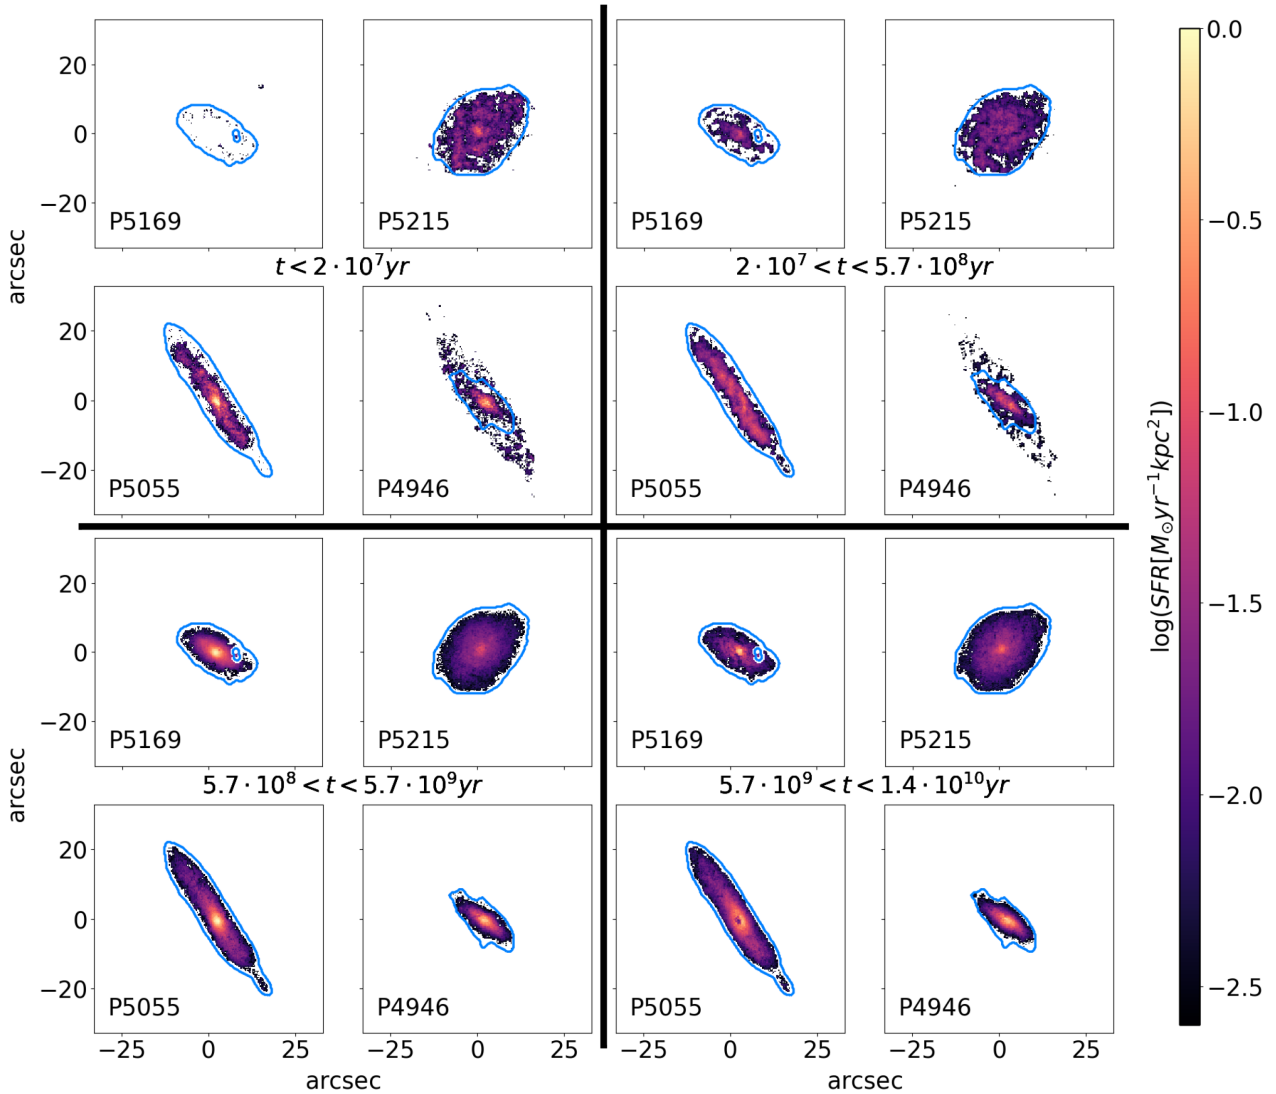 20
0
−20
arcsec
P5169
P5215
P5169
P5215
t < 2 · 10⁷yr
2 · 10⁷ < t < 5.7 · 10⁸yr
20
0
−20
P5055
P4946
P5055
P4946
20
0
−20
arcsec
P5169
P5215
P5169
P5215
5.7 · 10⁸ < t < 5.7 · 10⁹yr
5.7 · 10⁹ < t < 1.4 · 10¹⁰yr
20
0
−20
P5055
P4946
P5055
P4946
−25 0 25 −25 0 25 −25 0 25 −25 0 25
arcsec arcsec
0.0
−0.5
−1.0
−1.5
−2.0
−2.5
log(SFR[M⊙yr⁻¹kpc²])